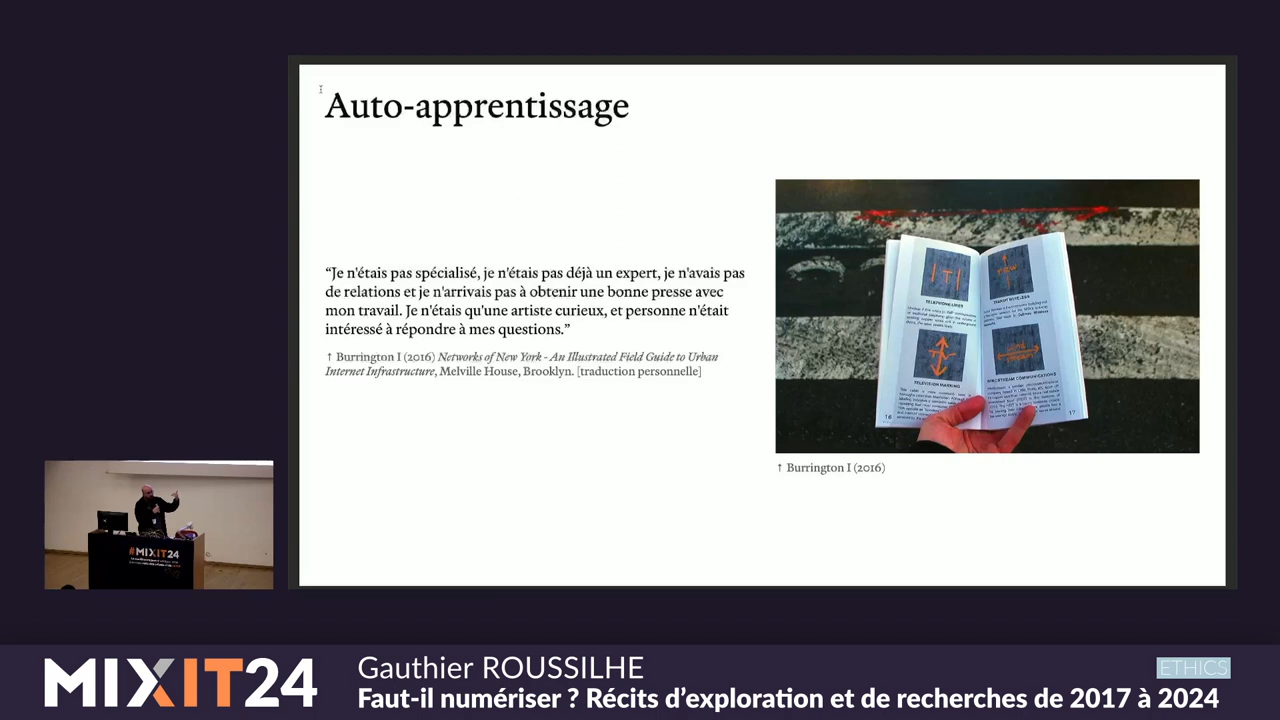 Auto-apprentissage
“Je n'étais pas spécialisé, je n'étais pas déjà un expert, je n'avais pas
de relations et je n'arrivais pas à obtenir une bonne presse avec
mon travail. Je n'étais qu'une artiste curieux, et personne n'était
intéressé à répondre à mes questions.”
↑ Burrington I (2016) Networks of New York - An Illustrated Field Guide to Urban
Internet Infrastructure, Melville House, Brooklyn. [traduction personnelle]
TRANSIT WIRELESS
TELEVISION MARKING
16
17
↑ Burrington I (2016)
#MIXIT24
MIXIT24
Gauthier ROUSSILHE
ETHICS
Faut-il numériser ? Récits d’exploration et de recherches de 2017 à 2024